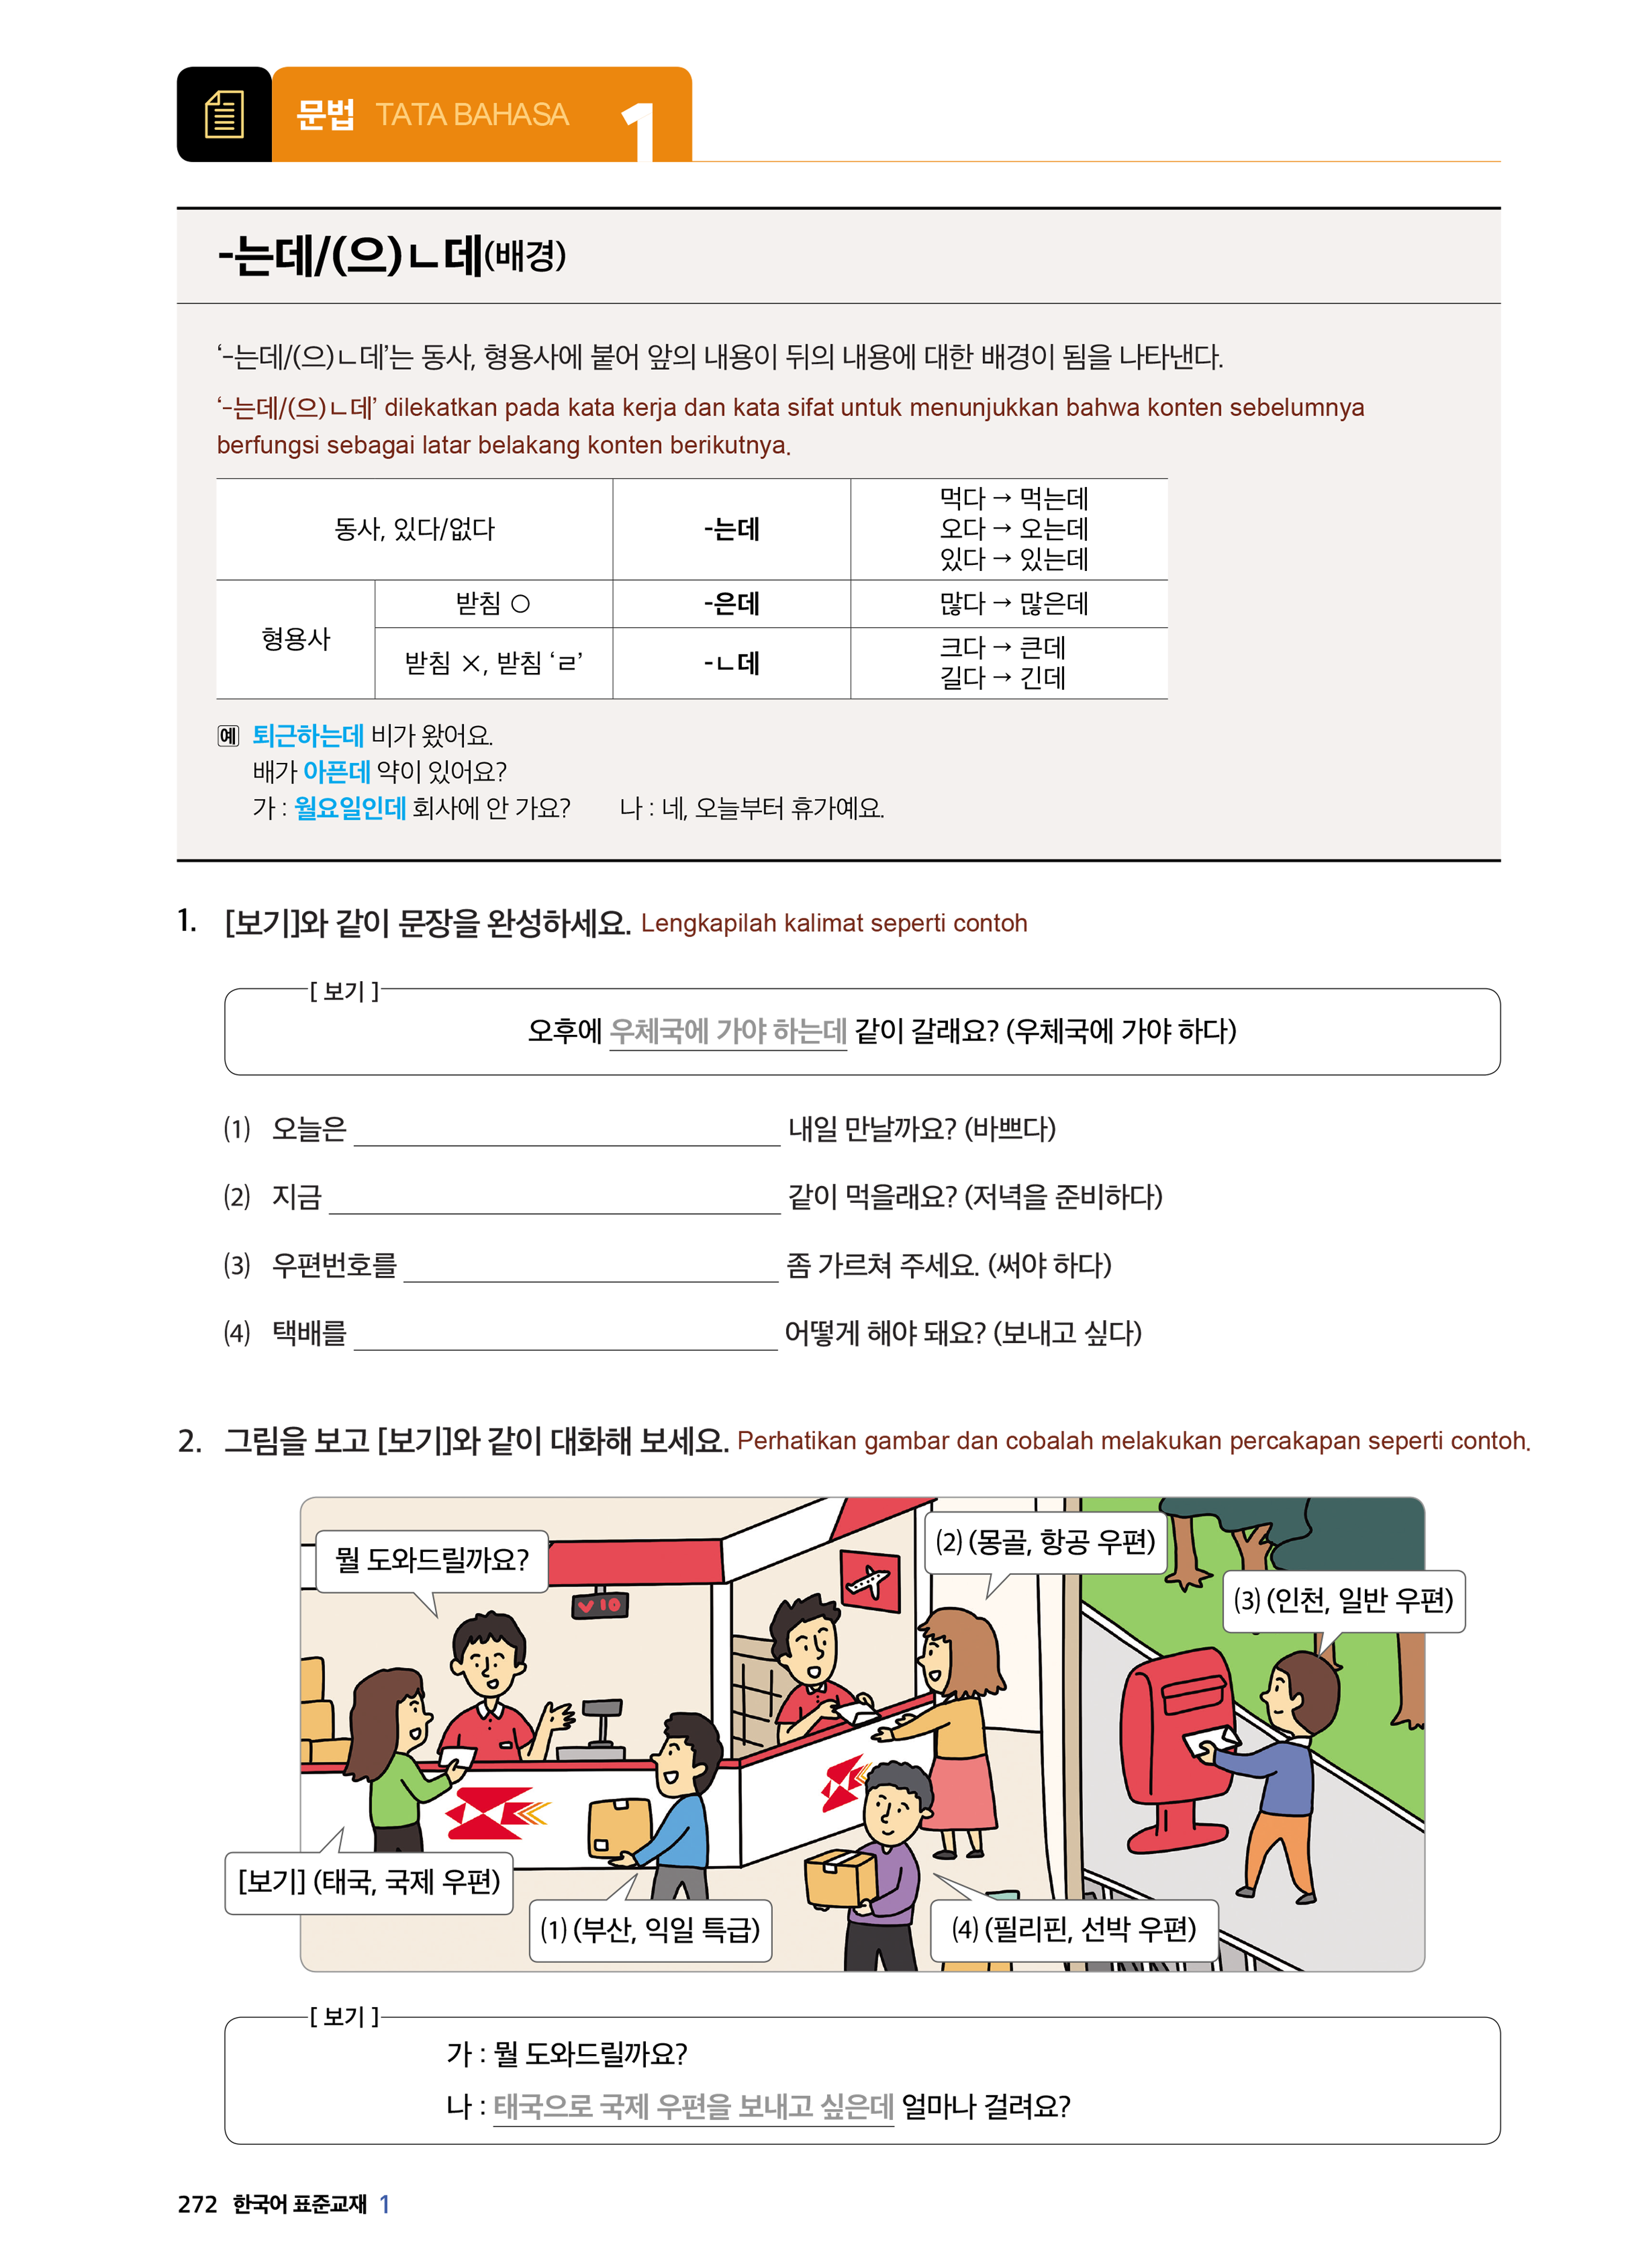 문법 TATA BAHASA 1
-는데/(으)ㄴ데(배경)
‘-는데/(으)ㄴ데’는 동사, 형용사에 붙어 앞의 내용이 뒤의 내용에 대한 배경이 됨을 나타낸다.
‘-는데/(으)ㄴ데’ dilekatkan pada kata kerja dan kata sifat untuk menunjukkan bahwa konten sebelumnya
berfungsi sebagai latar belakang konten berikutnya.
동사, 있다/없다 -는데 먹다 → 먹는데
오다 → 오는데
있다 → 있는데
형용사 받침 ○ -은데 많다 → 많은데
받침 ×, 받침 ‘ㄹ’ -ㄴ데 크다 → 큰데
길다 → 긴데
예 퇴근하는데 비가 왔어요.
배가 아픈데 약이 있어요?
가 : 월요일인데 회사에 안 가요? 나 : 네, 오늘부터 휴가예요.
1. [보기]와 같이 문장을 완성하세요. Lengkapilah kalimat seperti contoh
[ 보기 ]
오후에 우체국에 가야 하는데 같이 갈래요? (우체국에 가야 하다)
(1) 오늘은 ____ 내일 만날까요? (바쁘다)
(2) 지금 ____ 같이 먹을래요? (저녁을 준비하다)
(3) 우편번호를 ____ 좀 가르쳐 주세요. (써야 하다)
(4) 택배를 ____ 어떻게 해야 돼요? (보내고 싶다)
2. 그림을 보고 [보기]와 같이 대화해 보세요. Perhatikan gambar dan cobalah melakukan percakapan seperti contoh.
뭘 도와드릴까요?
(2) (몽골, 항공 우편)
(3) (인천, 일반 우편)
10
[보기] (태국, 국제 우편)
(1) (부산, 익일 특급)
(4) (필리핀, 선박 우편)
[ 보기 ]
가 : 뭘 도와드릴까요?
나 : 태국으로 국제 우편을 보내고 싶은데 얼마나 걸려요?
272 한국어 표준교재 1